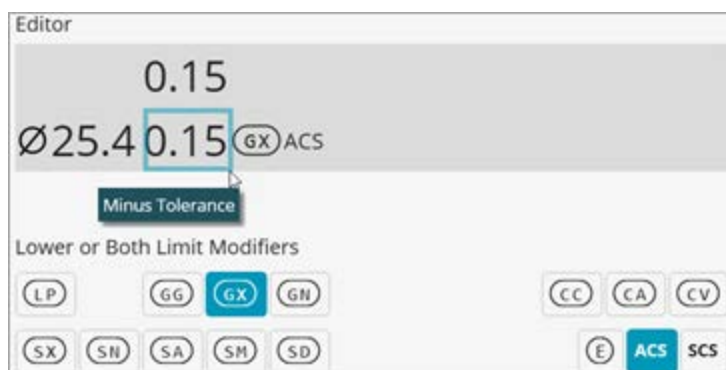 Editor
0.15
Ø25.4 0.15 GX ACS
Minus Tolerance
Lower or Both Limit Modifiers
LP GG GX GN CC CA CV
SX SN SA SM SD E ACS SCS